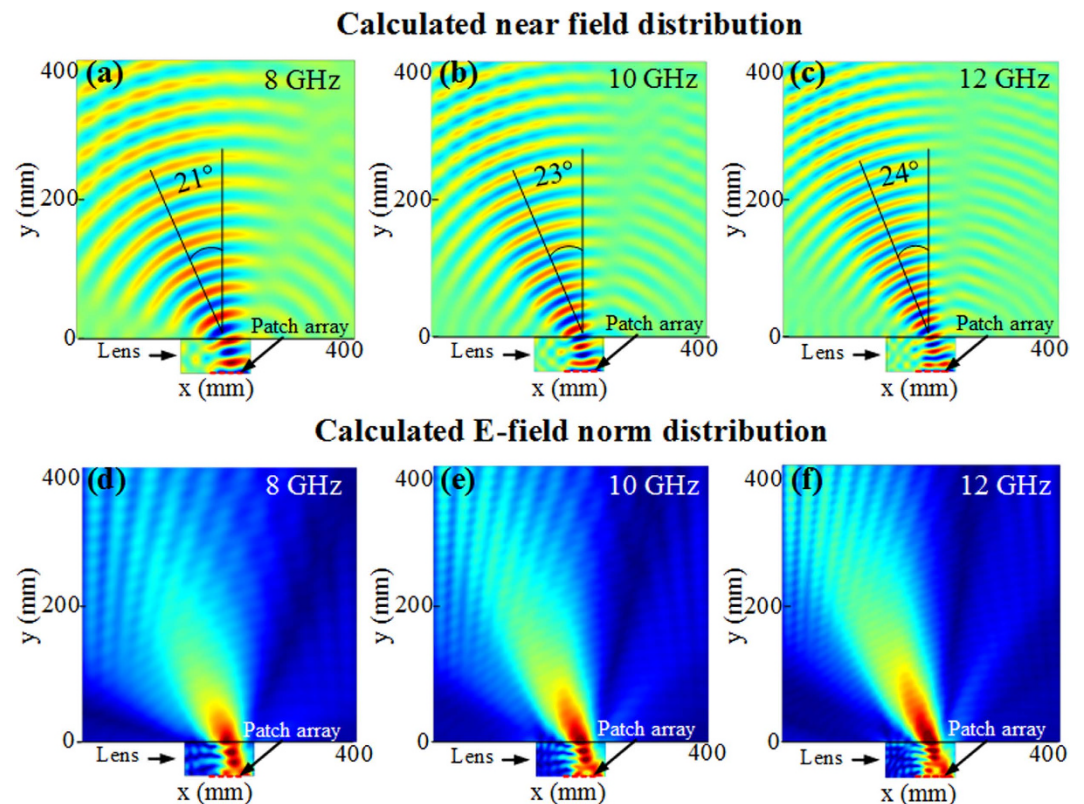 Calculated near field distribution
400
(a)
8 GHz
y (mm)
200
21°
0
Patch array
Lens
400
x (mm)
400
(b)
10 GHz
y (mm)
200
23°
0
Patch array
Lens
400
x (mm)
400
(c)
12 GHz
y (mm)
200
24°
0
Patch array
Lens
400
x (mm)
Calculated E-field norm distribution
400
(d)
8 GHz
y (mm)
200
0
Patch array
Lens
400
x (mm)
400
(e)
10 GHz
y (mm)
200
0
Patch array
Lens
400
x (mm)
400
(f)
12 GHz
y (mm)
200
0
Patch array
Lens
400
x (mm)